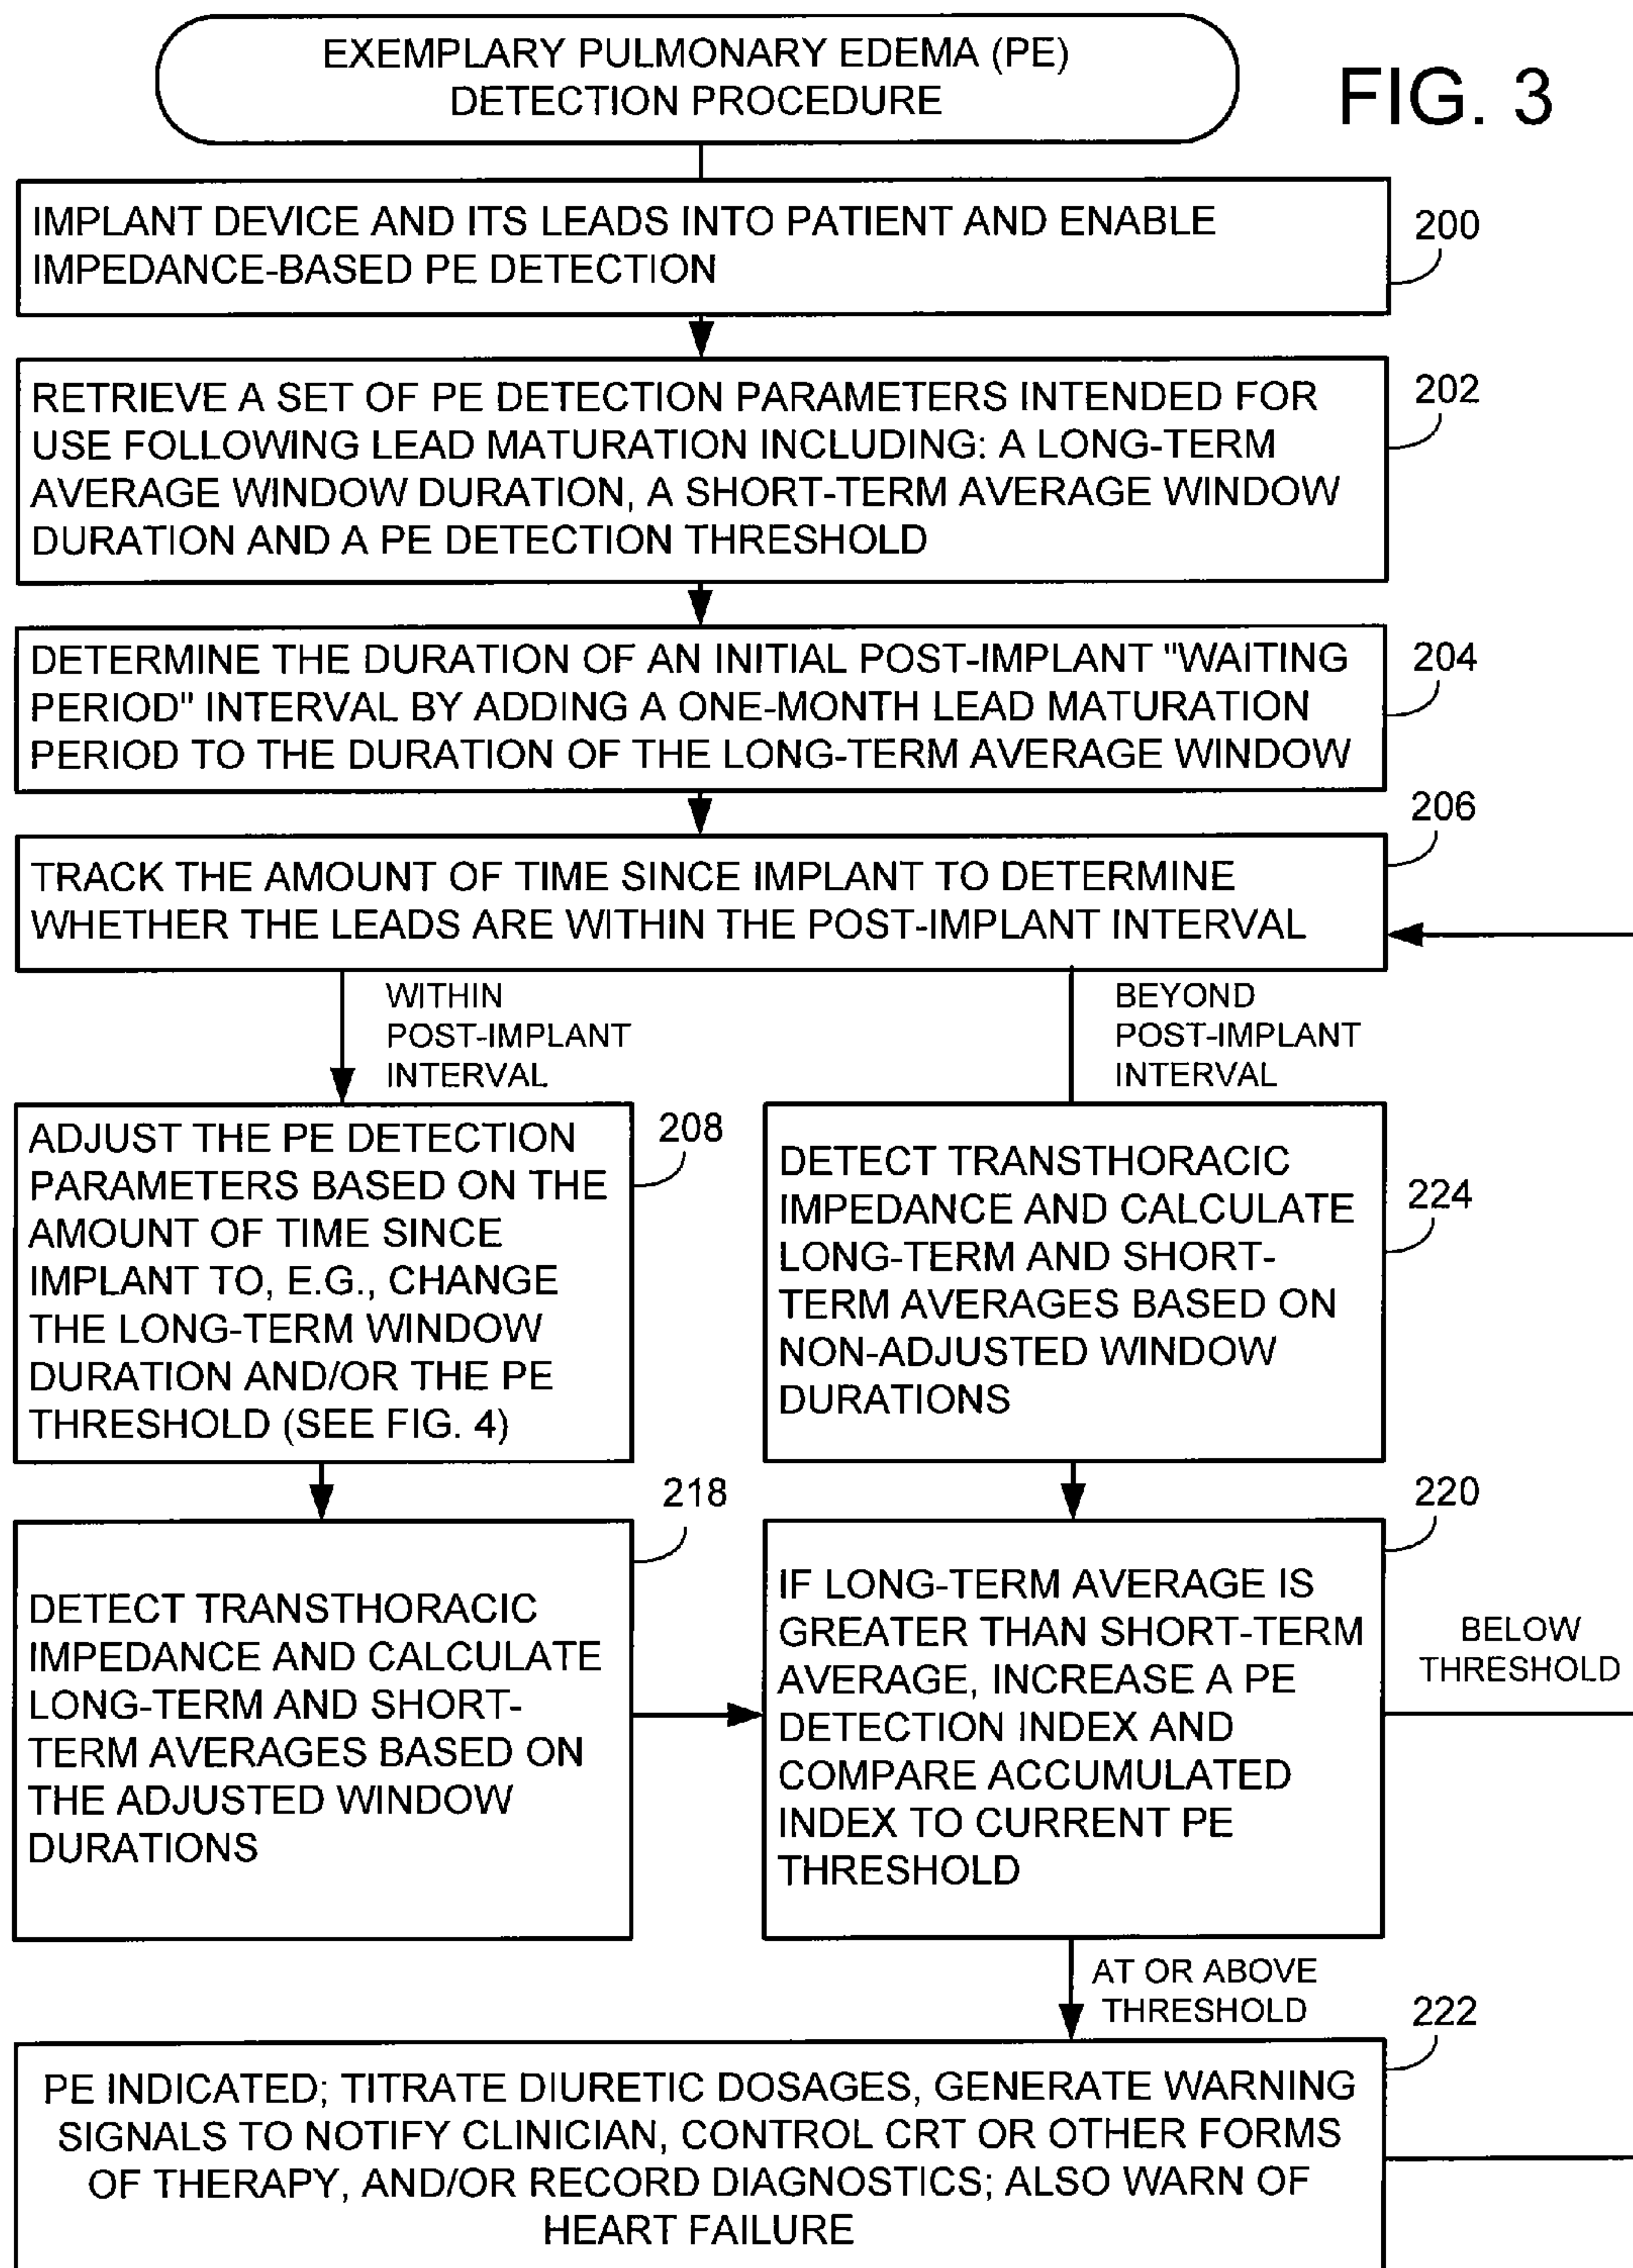 EXEMPLARY PULMONARY EDEMA (PE)
DETECTION PROCEDURE
FIG. 3
IMPLANT DEVICE AND ITS LEADS INTO PATIENT AND ENABLE
IMPEDANCE-BASED PE DETECTION
200
RETRIEVE A SET OF PE DETECTION PARAMETERS INTENDED FOR
USE FOLLOWING LEAD MATURATION INCLUDING: A LONG-TERM
AVERAGE WINDOW DURATION, A SHORT-TERM AVERAGE WINDOW
DURATION AND A PE DETECTION THRESHOLD
202
DETERMINE THE DURATION OF AN INITIAL POST-IMPLANT "WAITING
PERIOD" INTERVAL BY ADDING A ONE-MONTH LEAD MATURATION
PERIOD TO THE DURATION OF THE LONG-TERM AVERAGE WINDOW
204
TRACK THE AMOUNT OF TIME SINCE IMPLANT TO DETERMINE
WHETHER THE LEADS ARE WITHIN THE POST-IMPLANT INTERVAL
206
WITHIN
POST-IMPLANT
INTERVAL
BEYOND
POST-IMPLANT
INTERVAL
ADJUST THE PE DETECTION
PARAMETERS BASED ON THE
AMOUNT OF TIME SINCE
IMPLANT TO, E.G., CHANGE
THE LONG-TERM WINDOW
DURATION AND/OR THE PE
THRESHOLD (SEE FIG. 4)
208
DETECT TRANSTHORACIC
IMPEDANCE AND CALCULATE
LONG-TERM AND SHORT-
TERM AVERAGES BASED ON
NON-ADJUSTED WINDOW
DURATIONS
224
DETECT TRANSTHORACIC
IMPEDANCE AND CALCULATE
LONG-TERM AND SHORT-
TERM AVERAGES BASED ON
THE ADJUSTED WINDOW
DURATIONS
218
IF LONG-TERM AVERAGE IS
GREATER THAN SHORT-TERM
AVERAGE, INCREASE A PE
DETECTION INDEX AND
COMPARE ACCUMULATED
INDEX TO CURRENT PE
THRESHOLD
220
BELOW
THRESHOLD
AT OR ABOVE
THRESHOLD
222
PE INDICATED; TITRATE DIURETIC DOSAGES, GENERATE WARNING
SIGNALS TO NOTIFY CLINICIAN, CONTROL CRT OR OTHER FORMS
OF THERAPY, AND/OR RECORD DIAGNOSTICS; ALSO WARN OF
HEART FAILURE